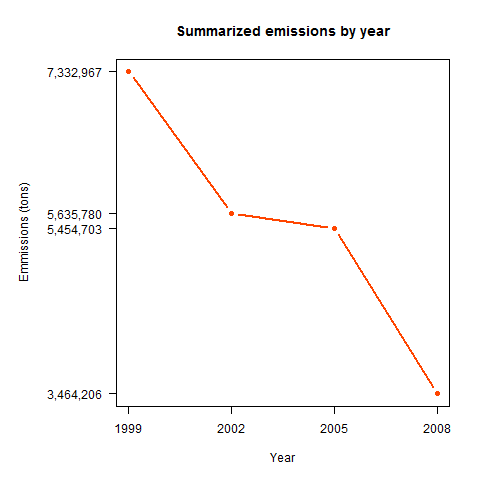 Summarized emissions by year
7,332,967
5,635,780
5,454,703
3,464,206
Emmissions (tons)
1999 2002 2005 2008
Year